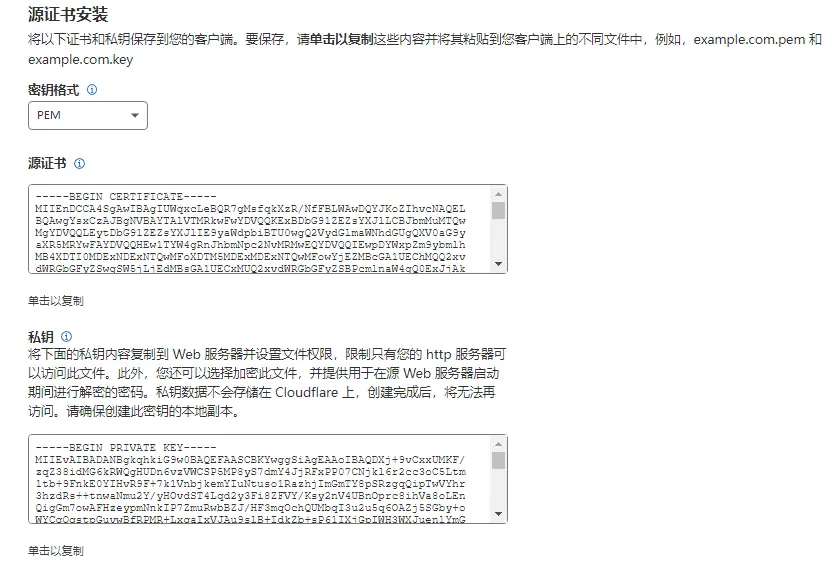 源证书安装
将以下证书和私钥保存到您的客户端。要保存，请单击以复制这些内容并将其粘贴到您客户端上的不同文件中，例如，example.com.pem 和
example.com.key
密钥格式
PEM
源证书
-----BEGIN CERTIFICATE-----
MIIEnDCCA4SgAwIBAgIUWqxcLeBQR7gMsfqkXzR/NfFBLWAwDQYJKoZIhvcNAQEL
BQAwgYsxCzAJBgNVBAYTAlVTMRkwFwYDVQQKExBDbG91ZEZsYXJlLCBJbmMuMTQw
MgYDVQQLEytDbG91ZEZsYXJlIE9yaWdpbiBTU0wgQ2VydGlmaWNhdGUgQXV0aG9y
aXR5MRYwFAYDVQQHEw1TYW4gRnJhbmNpc2NvMRMwEQYDVQQIEwpDYWxpZm9ybmlh
MB4XDTI0MDExNDExNTQwMFoXDTM5MDExMDExNTQwMFowYjEZMBcGA1UEChMQQ2xv
dWRGbGFyZSwgSW5jLjEdMBsGA1UECxMUQ2xvdWRGbGFyZSBPcmlnaW4gQ0ExJjAk
单击以复制
私钥
将下面的私钥内容复制到 Web 服务器并设置文件权限，限制只有您的 http 服务器可
以访问此文件。此外，您还可以选择加密此文件，并提供用于在源 Web 服务器启动
期间进行解密的密码。私钥数据不会存储在 Cloudflare 上，创建完成后，将无法再
访问。请确保创建此密钥的本地副本。
-----BEGIN PRIVATE KEY-----
MIIEvAIBADANBgkqhkiG9w0BAQEFAASCBKYwggSiAgEAAoIBAQDXj+9vCxxUMKF/
3hzdRs++tnwaNmu2Y/yHOvdST4Lqd2y3Fi8ZFVY/Ksy2nV4UBnOprc8ihVa8oLEn
QigGm7owAFHzeypmNnkIP7ZmuRwbBZJ/HF3mqOchQUMbqI3u2u5q6OAZj5SGby+o
单击以复制